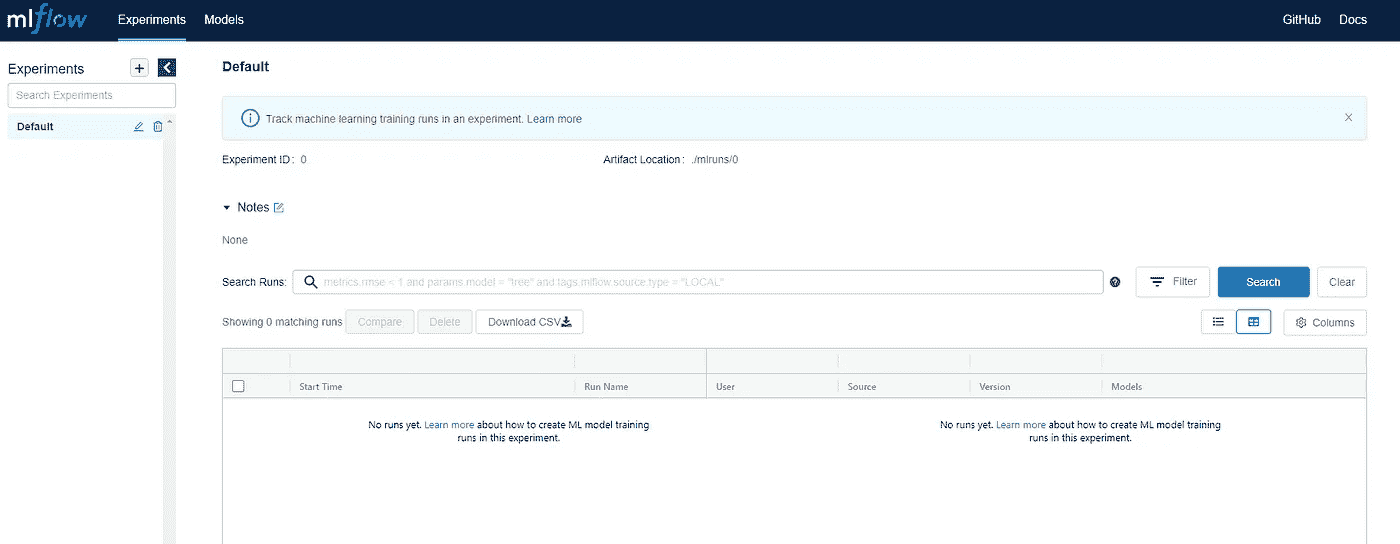 mlflow Experiments Models GitHub Docs
Experiments +
Search Experiments
Default
Default
Track machine learning training runs in an experiment. Learn more
Experiment ID: 0 Artifact Location: ./mlruns/0
Notes
None
Search Runs: metrics.rmse < 1 and params.model = "tree" and tags.mlflow.source.type = "LOCAL" ? Filter Search Clear
Showing 0 matching runs Compare Delete Download CSV Columns
Start Time Run Name User Source Version Models
No runs yet. Learn more about how to create ML model training
runs in this experiment.
No runs yet. Learn more about how to create ML model training
runs in this experiment.